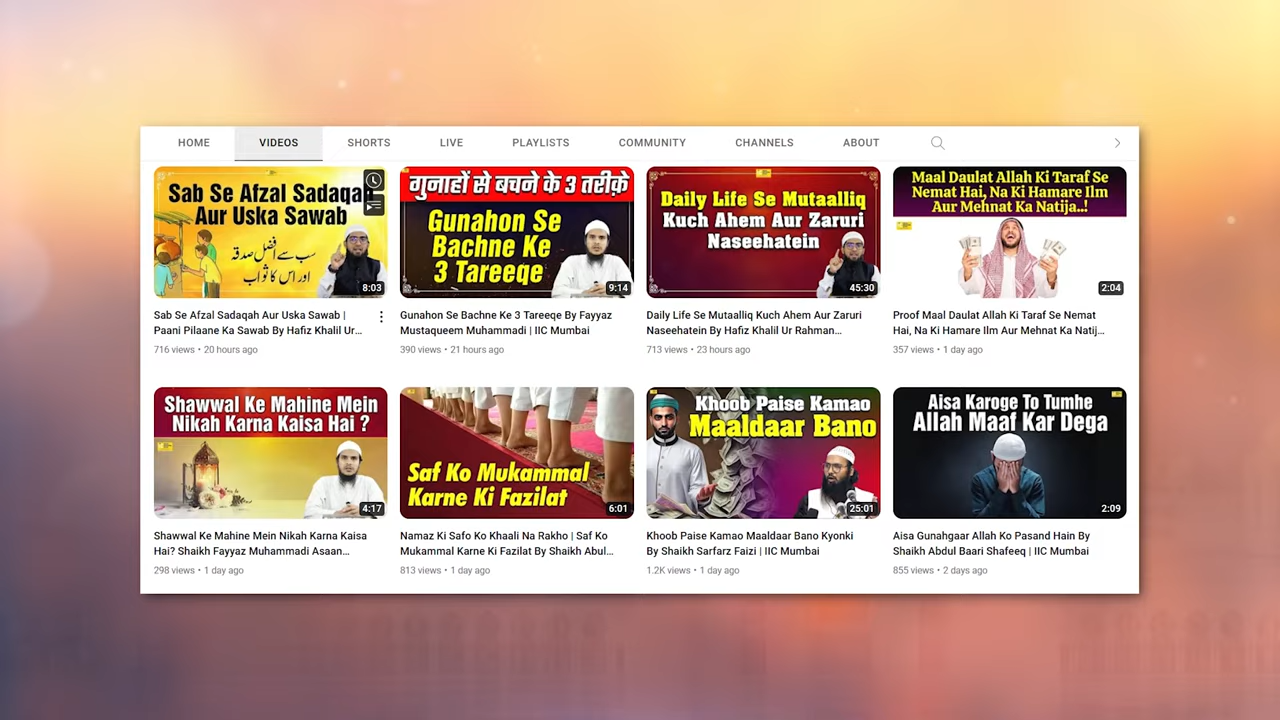 HOME VIDEOS SHORTS LIVE PLAYLISTS COMMUNITY CHANNELS ABOUT
Sab Se Afzal Sadaqah
Aur Uska Sawab
سب سے افضل صدقہ
اور اس کا ثواب
8:03
Sab Se Afzal Sadaqah Aur Uska Sawab |
Paani Pilaane Ka Sawab By Hafiz Khalil Ur...
716 views • 20 hours ago
गुनाहों से बचने के 3 तरीक़े
Gunahon Se
Bachne Ke
3 Tareeqe
9:14
Gunahon Se Bachne Ke 3 Tareeqe By Fayyaz
Mustaqueem Muhammadi | IIC Mumbai
390 views • 21 hours ago
Daily Life Se Mutaalliq
Kuch Ahem Aur Zaruri
Naseehatein
45:30
Daily Life Se Mutaalliq Kuch Ahem Aur Zaruri
Naseehatein By Hafiz Khalil Ur Rahman...
713 views • 23 hours ago
Maal Daulat Allah Ki Taraf Se
Nemat Hai, Na Ki Hamare Ilm
Aur Mehnat Ka Natija..!
2:04
Proof Maal Daulat Allah Ki Taraf Se Nemat
Hai, Na Ki Hamare Ilm Aur Mehnat Ka Natij...
357 views • 1 day ago
Shawwal Ke Mahine Mein
Nikah Karna Kaisa Hai ?
4:17
Shawwal Ke Mahine Mein Nikah Karna Kaisa
Hai? Shaikh Fayyaz Muhammadi Asaan...
298 views • 1 day ago
Saf Ko Mukammal
Karne Ki Fazilat
6:01
Namaz Ki Safo Ko Khaali Na Rakho | Saf Ko
Mukammal Karne Ki Fazilat By Shaikh Abul...
813 views • 1 day ago
Khoob Paise Kamao
Maaldaar Bano
25:01
Khoob Paise Kamao Maaldaar Bano Kyonki
By Shaikh Sarfarz Faizi | IIC Mumbai
1.2K views • 1 day ago
Aisa Karoge To Tumhe
Allah Maaf Kar Dega
2:09
Aisa Gunahgaar Allah Ko Pasand Hain By
Shaikh Abdul Baari Shafeeq | IIC Mumbai
855 views • 2 days ago